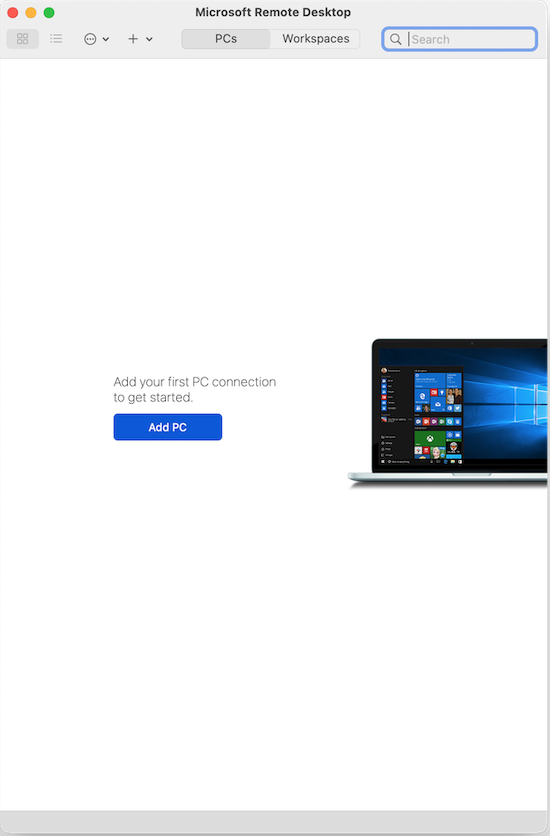 Microsoft Remote Desktop
PCs
Workspaces
Search
Add your first PC connection
to get started.
Add PC